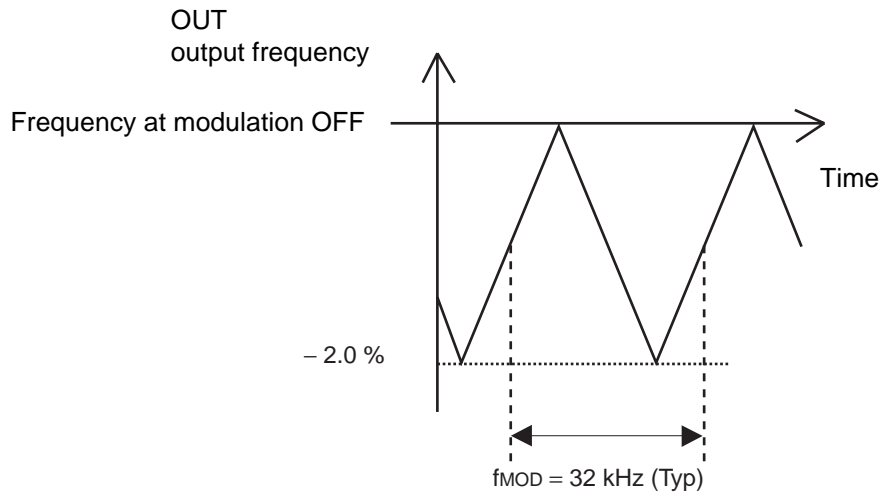 OUT
output frequency
Frequency at modulation OFF
Time
− 2.0 %
fMOD = 32 kHz (Typ)